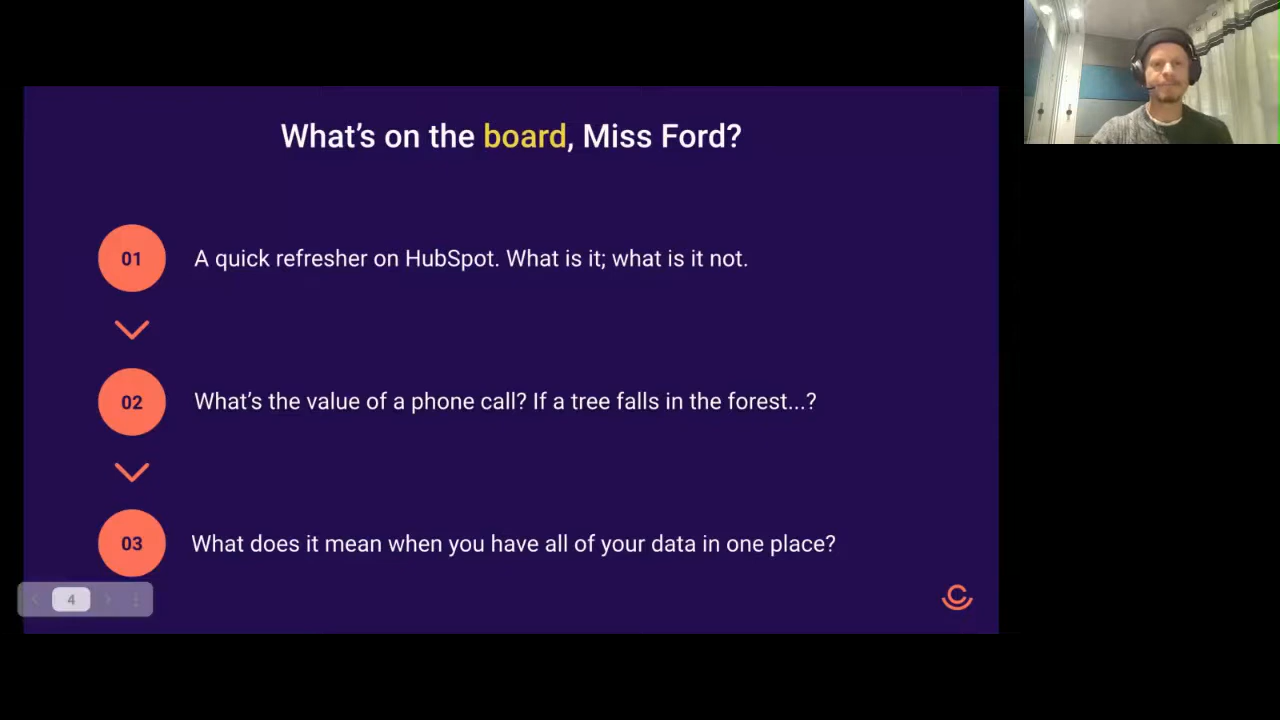 What's on the board, Miss Ford?
01
A quick refresher on HubSpot. What is it; what is it not.
02
What's the value of a phone call? If a tree falls in the forest...?
03
What does it mean when you have all of your data in one place?
4